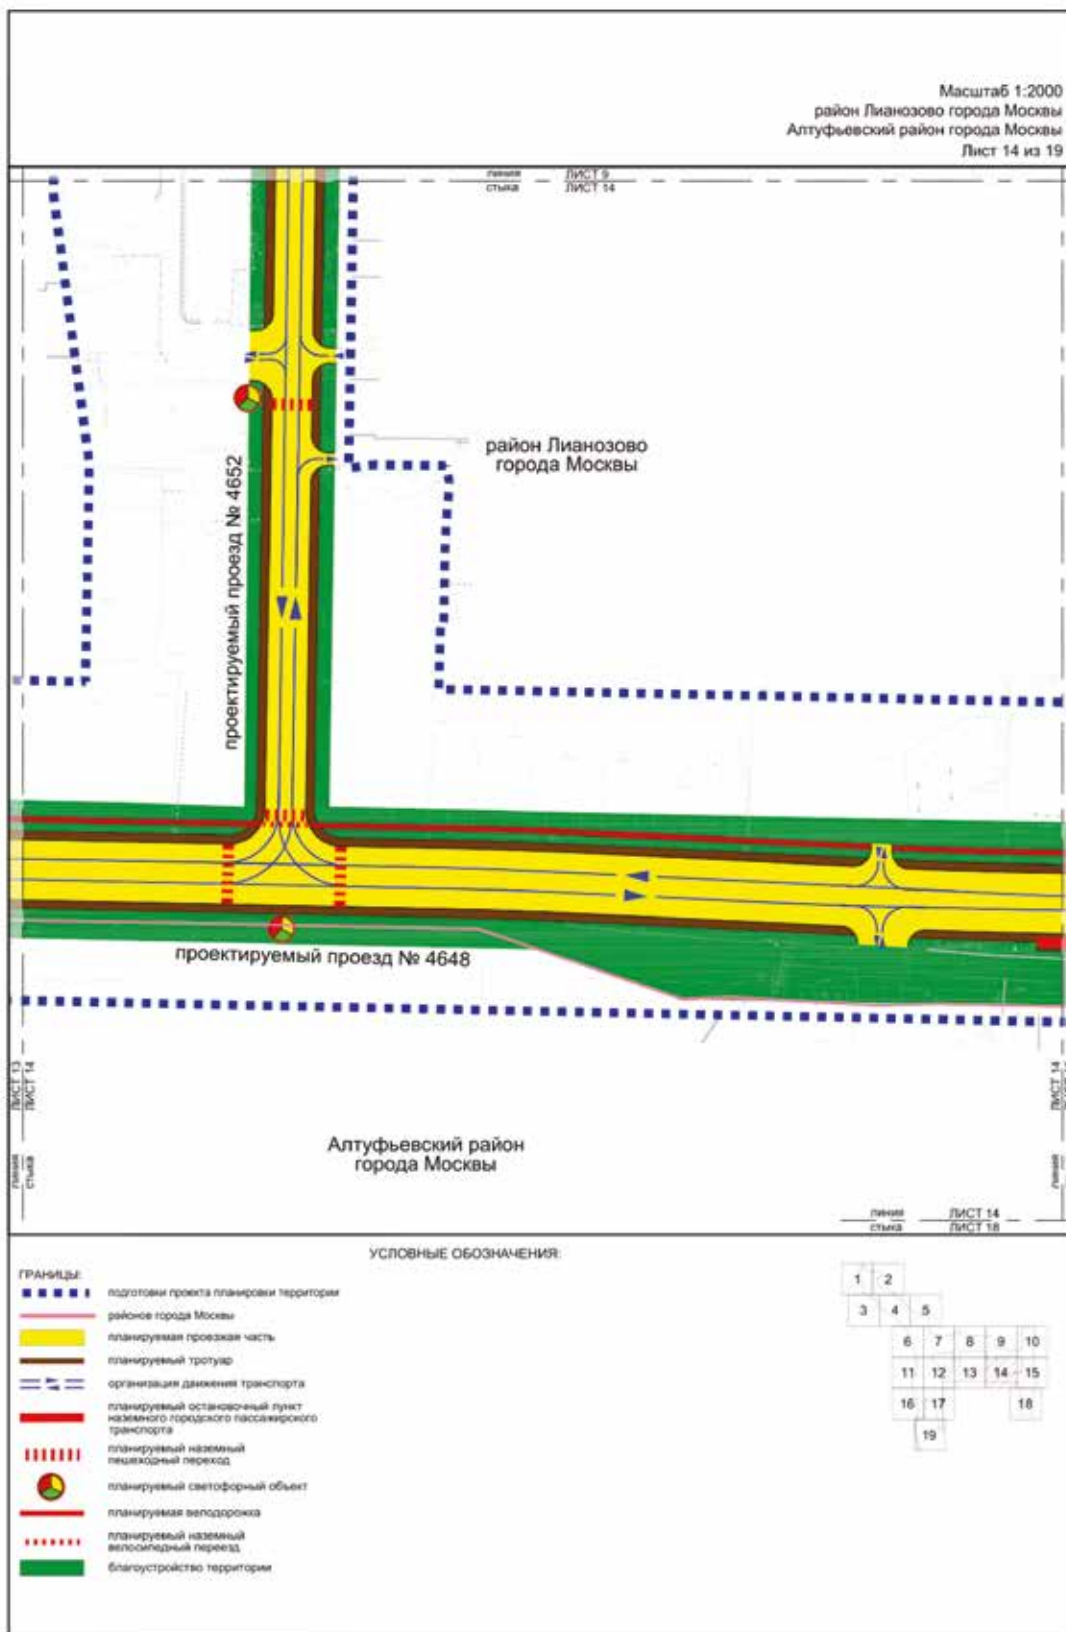 Масштаб 1:2000
район Лианозово города Москвы
Алтуфьевский район города Москвы
Лист 14 из 19
линия ЛИСТ 9
стыка ЛИСТ 14
район Лианозово
города Москвы
проектируемый проезд № 4652
проектируемый проезд № 4648
ЛИСТ 13
ЛИСТ 14
линия
стыка
ЛИСТ 14
линия
Алтуфьевский район
города Москвы
линия ЛИСТ 14
стыка ЛИСТ 18
УСЛОВНЫЕ ОБОЗНАЧЕНИЯ:
ГРАНИЦЫ:
подготовки проекта планировки территории
районов города Москвы
планируемая проезжая часть
планируемый тротуар
организация движения транспорта
планируемый остановочный пункт
наземного городского пассажирского
транспорта
планируемый наземный
пешеходный переход
планируемый светофорный объект
планируемая велодорожка
планируемый наземный
велосипедный переезд
благоустройство территории
1 2
3 4 5
6 7 8 9 10
11 12 13 14 15
16 17 18
19